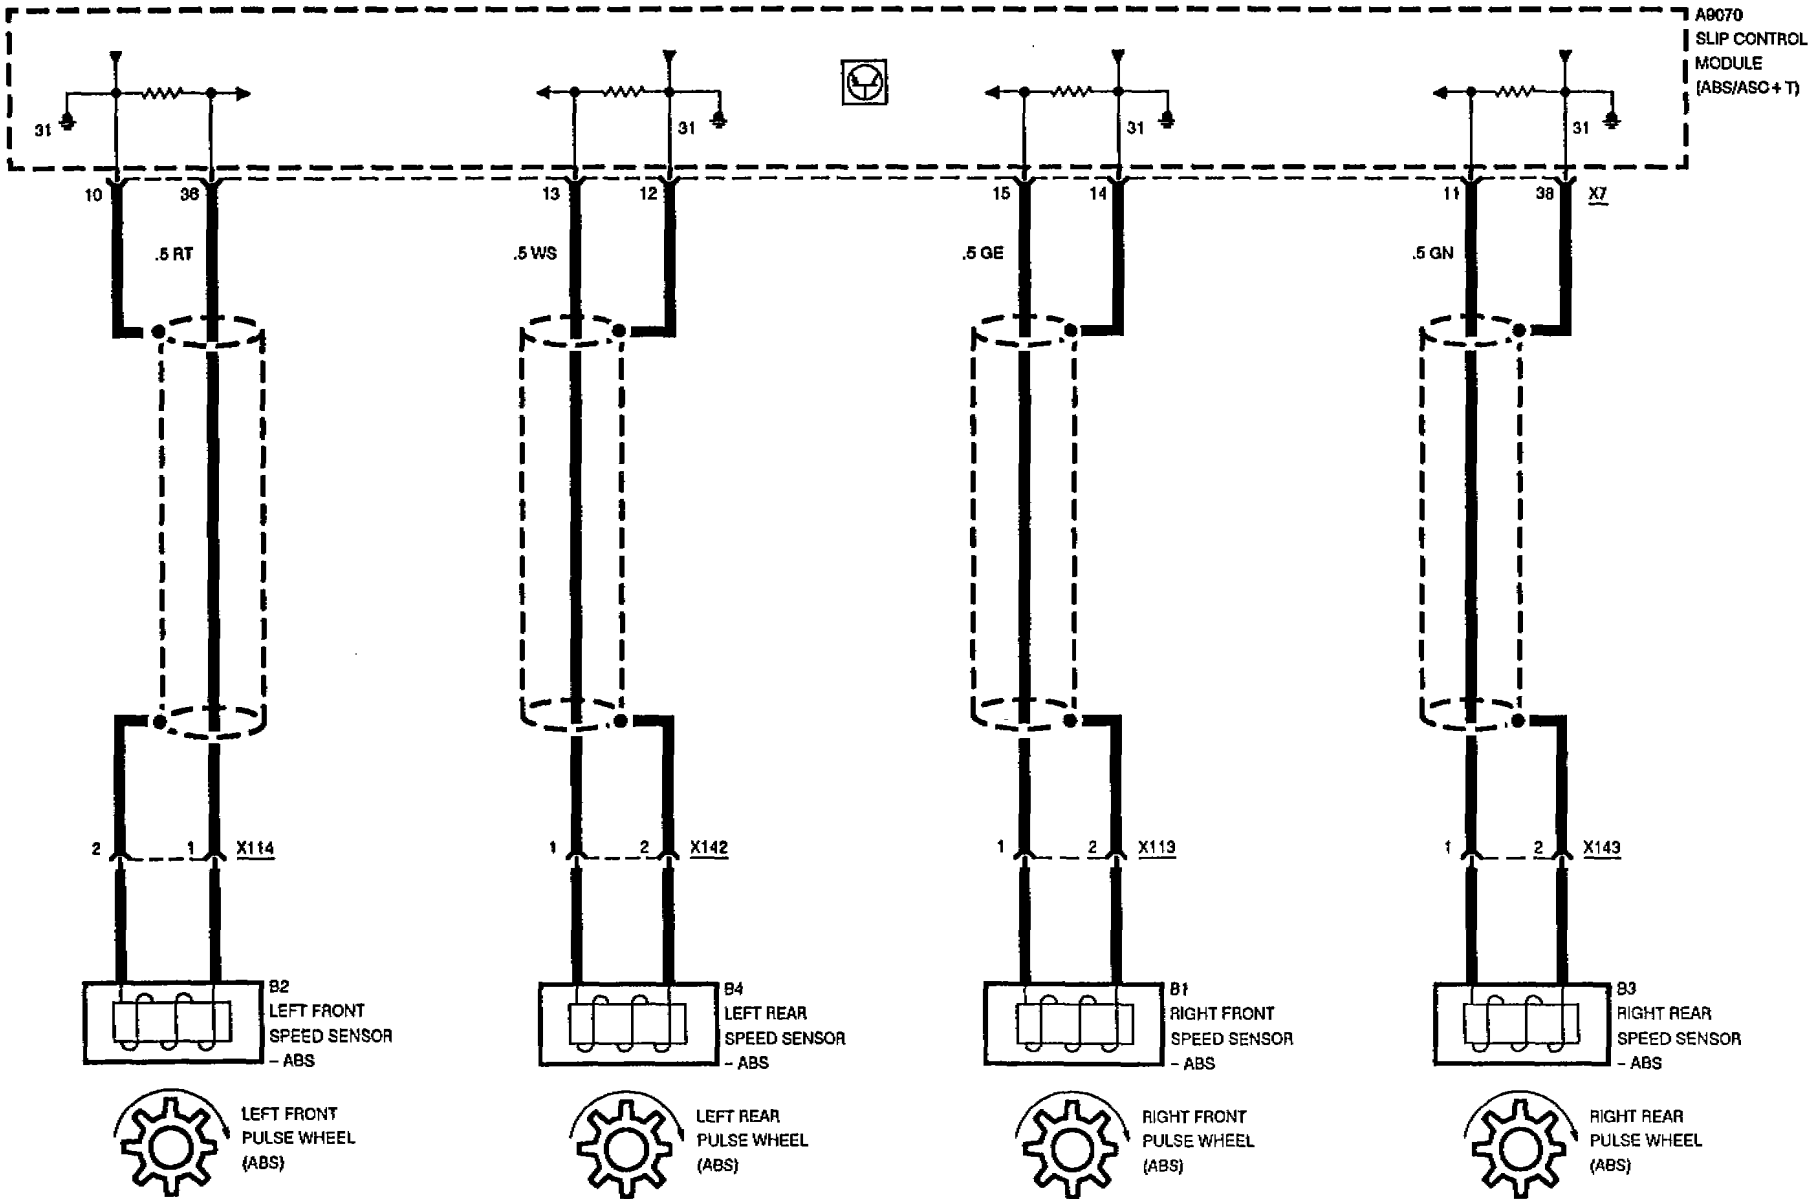 A9070
SLIP CONTROL
MODULE
(ABS/ASC + T)
31
31
31
31
10
36
13
12
15
14
11
38
X7
.5 RT
.5 WS
.5 GE
.5 GN
2
1
X114
1
2
X142
1
2
X113
1
2
X143
B2
LEFT FRONT
SPEED SENSOR
– ABS
B4
LEFT REAR
SPEED SENSOR
– ABS
B1
RIGHT FRONT
SPEED SENSOR
– ABS
B3
RIGHT REAR
SPEED SENSOR
– ABS
LEFT FRONT
PULSE WHEEL
(ABS)
LEFT REAR
PULSE WHEEL
(ABS)
RIGHT FRONT
PULSE WHEEL
(ABS)
RIGHT REAR
PULSE WHEEL
(ABS)